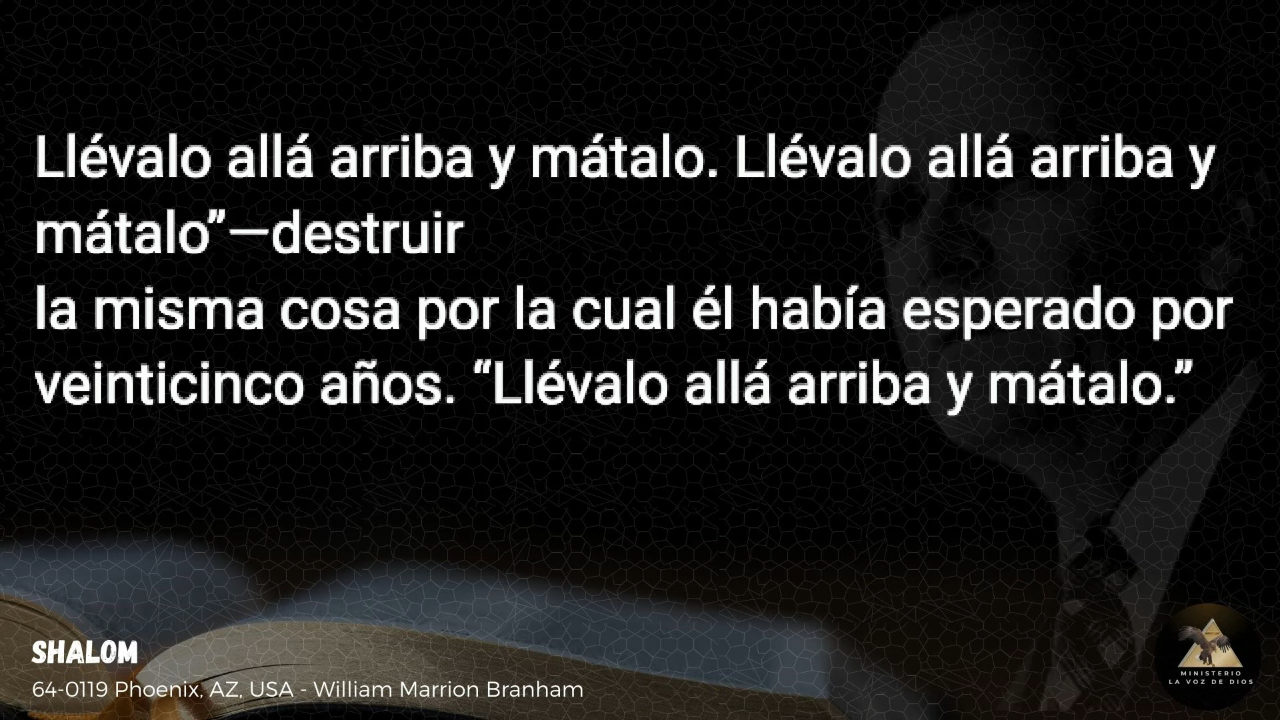 Llévalo allá arriba y mátalo. Llévalo allá arriba y
mátalo”—destruir
la misma cosa por la cual él había esperado por
veinticinco años. “Llévalo allá arriba y mátalo.”
SHALOM
64-0119 Phoenix, AZ, USA - William Marrion Branham
MINISTERIO
LA VOZ DE DIOS